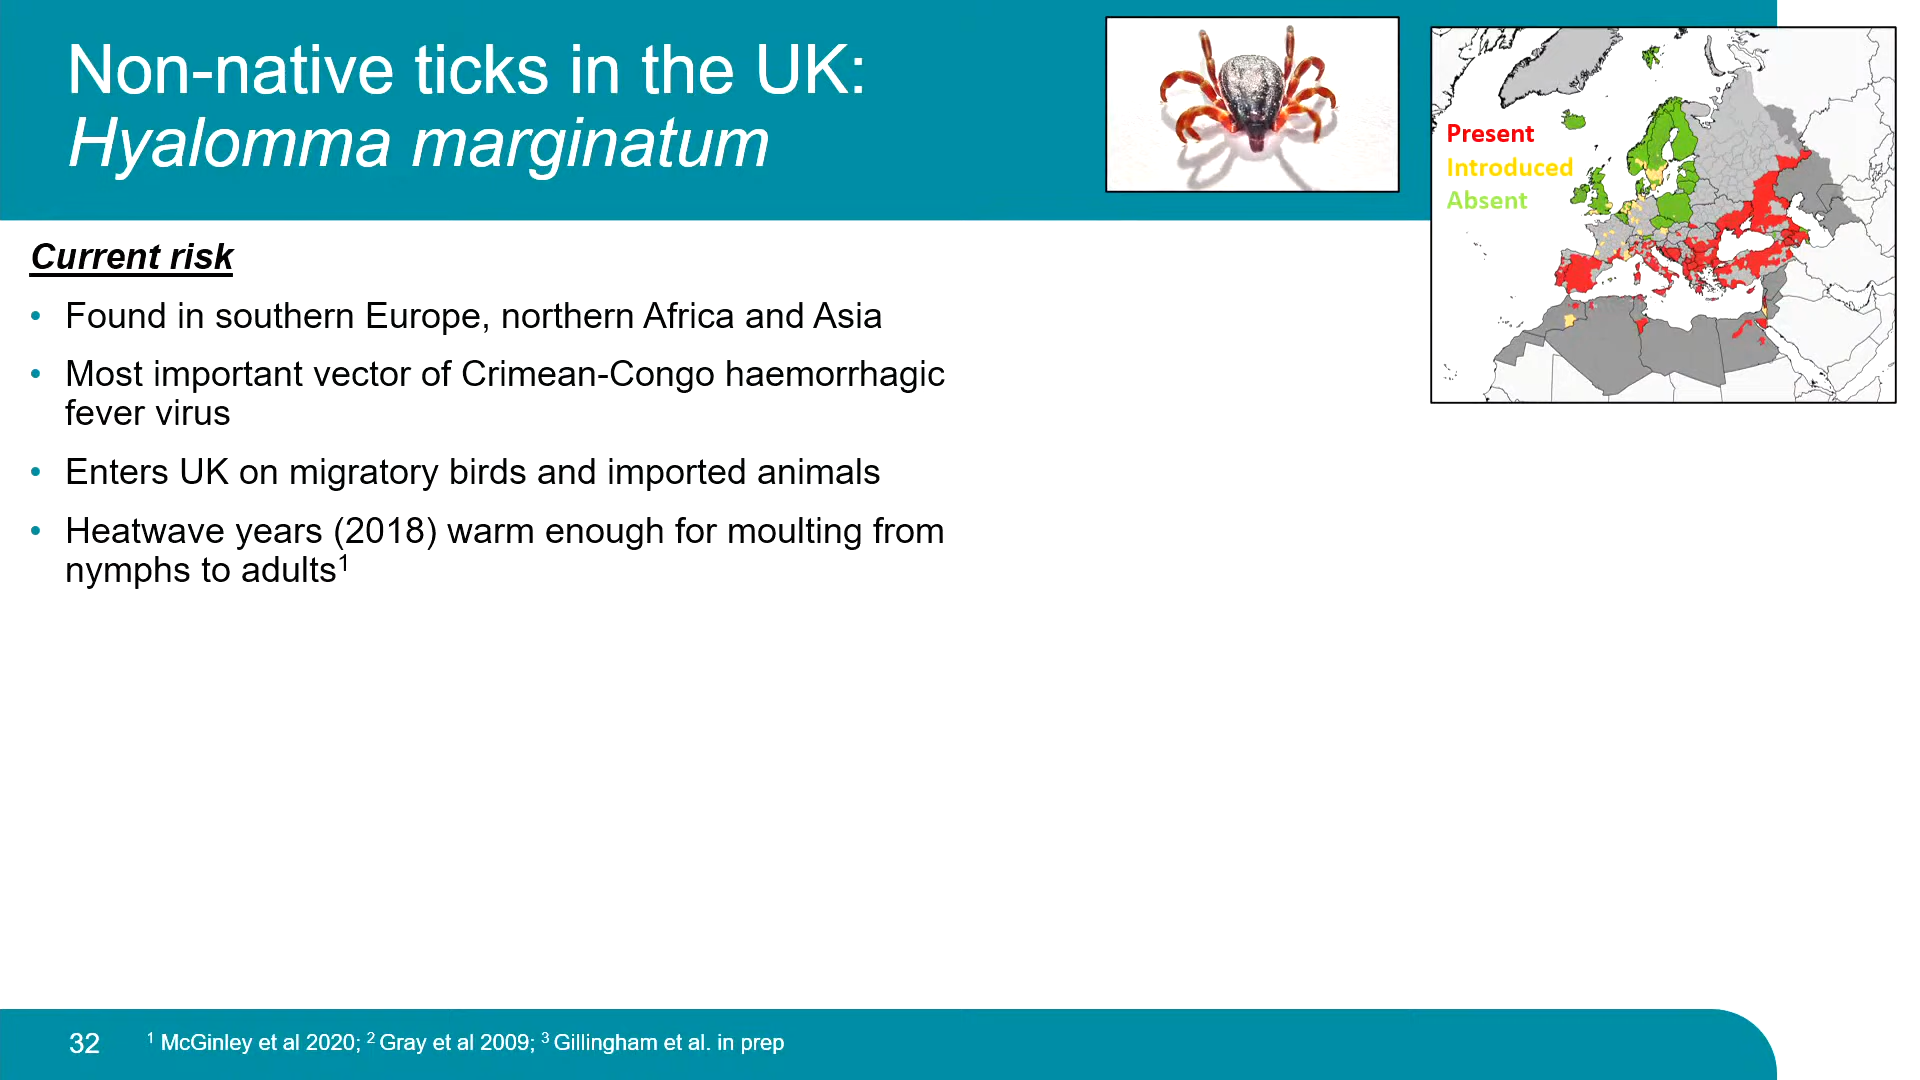 Non-native ticks in the UK:
Hyalomma marginatum
Present
Introduced
Absent
Current risk
• Found in southern Europe, northern Africa and Asia
• Most important vector of Crimean-Congo haemorrhagic
fever virus
• Enters UK on migratory birds and imported animals
• Heatwave years (2018) warm enough for moulting from
nymphs to adults¹
32
¹ McGinley et al 2020; ² Gray et al 2009; ³ Gillingham et al. in prep